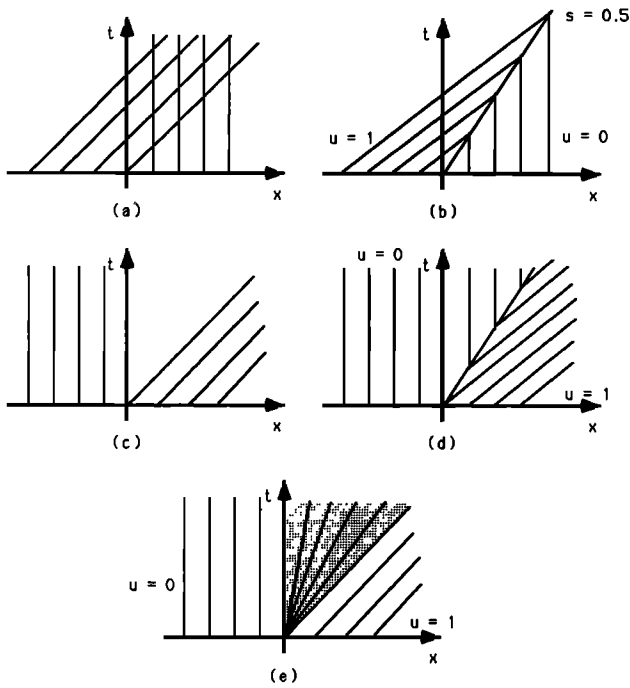 t
x
(a)
t
s = 0.5
u = 1
u = 0
x
(b)
t
x
(c)
u = 0
t
u = 1
x
(d)
t
u = 0
u = 1
x
(e)